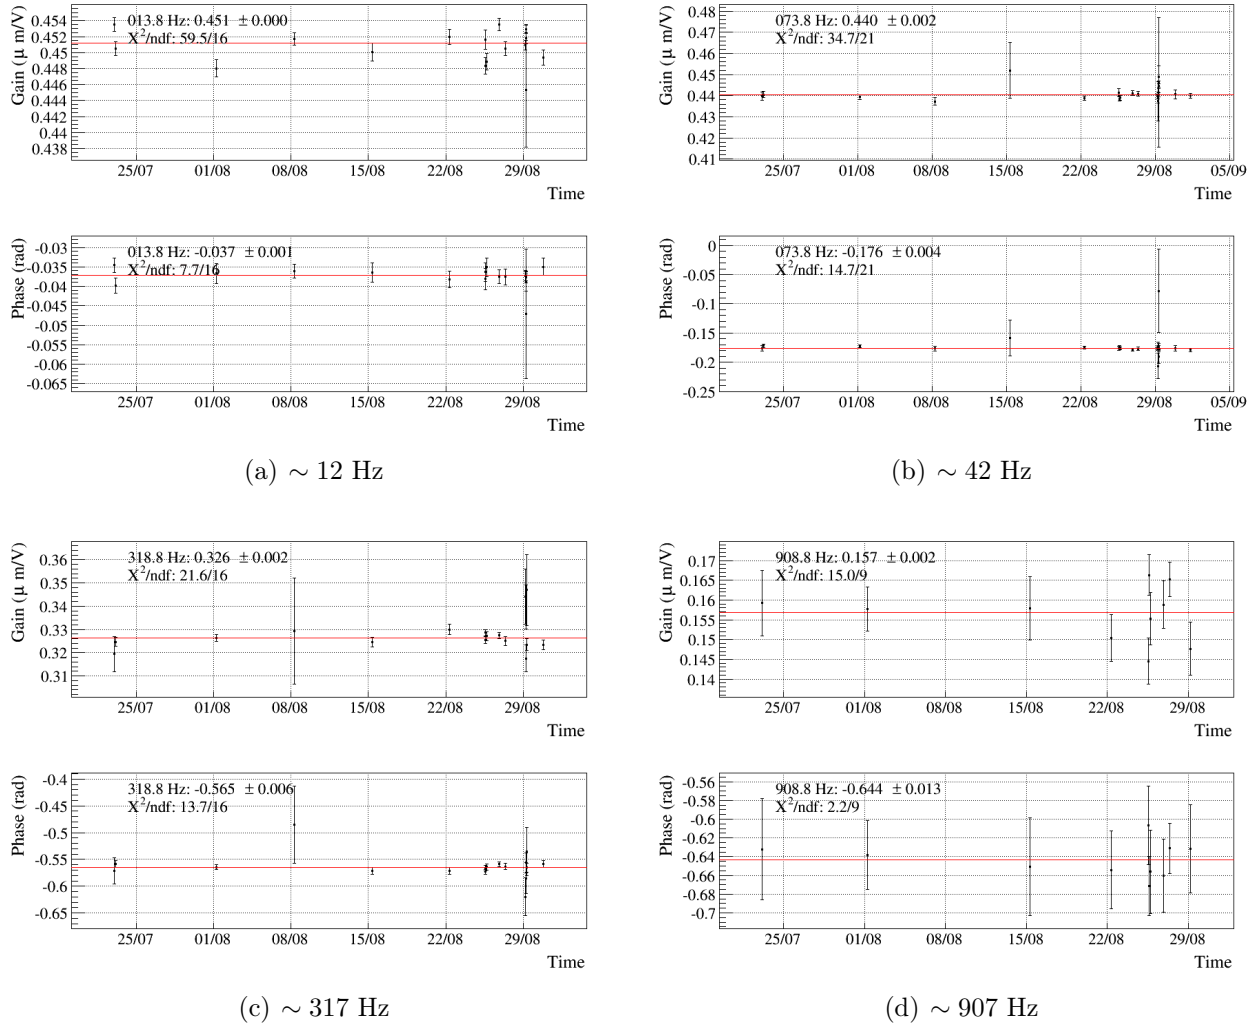 Gain (µ m/V)
013.8 Hz: 0.451 ± 0.000
X²/ndf: 59.5/16
0.454
0.452
0.45
0.448
0.446
0.444
0.442
0.44
0.438
25/07 01/08 08/08 15/08 22/08 29/08
Time
Phase (rad)
013.8 Hz: -0.037 ± 0.001
X²/ndf: 7.7/16
-0.03
-0.035
-0.04
-0.045
-0.05
-0.055
-0.06
-0.065
25/07 01/08 08/08 15/08 22/08 29/08
Time
(a) ∼ 12 Hz
Gain (µ m/V)
073.8 Hz: 0.440 ± 0.002
X²/ndf: 34.7/21
0.48
0.47
0.46
0.45
0.44
0.43
0.42
0.41
25/07 01/08 08/08 15/08 22/08 29/08 05/09
Time
Phase (rad)
073.8 Hz: -0.176 ± 0.004
X²/ndf: 14.7/21
0
-0.05
-0.1
-0.15
-0.2
-0.25
25/07 01/08 08/08 15/08 22/08 29/08 05/09
Time
(b) ∼ 42 Hz
Gain (µ m/V)
318.8 Hz: 0.326 ± 0.002
X²/ndf: 21.6/16
0.36
0.35
0.34
0.33
0.32
0.31
25/07 01/08 08/08 15/08 22/08 29/08
Time
Phase (rad)
318.8 Hz: -0.565 ± 0.006
X²/ndf: 13.7/16
-0.4
-0.45
-0.5
-0.55
-0.6
-0.65
25/07 01/08 08/08 15/08 22/08 29/08
Time
(c) ∼ 317 Hz
Gain (µ m/V)
908.8 Hz: 0.157 ± 0.002
X²/ndf: 15.0/9
0.17
0.165
0.16
0.155
0.15
0.145
0.14
25/07 01/08 08/08 15/08 22/08 29/08
Time
Phase (rad)
908.8 Hz: -0.644 ± 0.013
X²/ndf: 2.2/9
-0.56
-0.58
-0.6
-0.62
-0.64
-0.66
-0.68
-0.7
25/07 01/08 08/08 15/08 22/08 29/08
Time
(d) ∼ 907 Hz